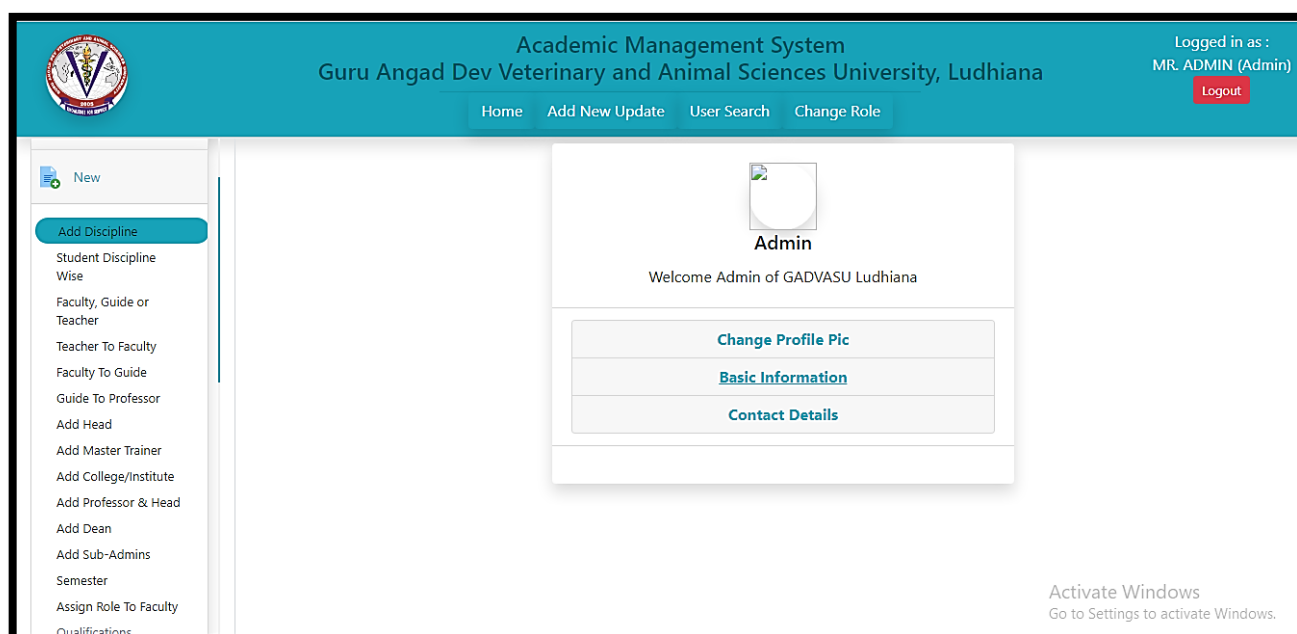 Academic Management System
Guru Angad Dev Veterinary and Animal Sciences University, Ludhiana
Logged in as :
MR. ADMIN (Admin)
Logout
Home Add New Update User Search Change Role
New
Add Discipline
Student Discipline
Wise
Faculty, Guide or
Teacher
Teacher To Faculty
Faculty To Guide
Guide To Professor
Add Head
Add Master Trainer
Add College/Institute
Add Professor & Head
Add Dean
Add Sub-Admins
Semester
Assign Role To Faculty
Qualifications
Admin
Welcome Admin of GADVASU Ludhiana
Change Profile Pic
Basic Information
Contact Details
Activate Windows
Go to Settings to activate Windows.
2005